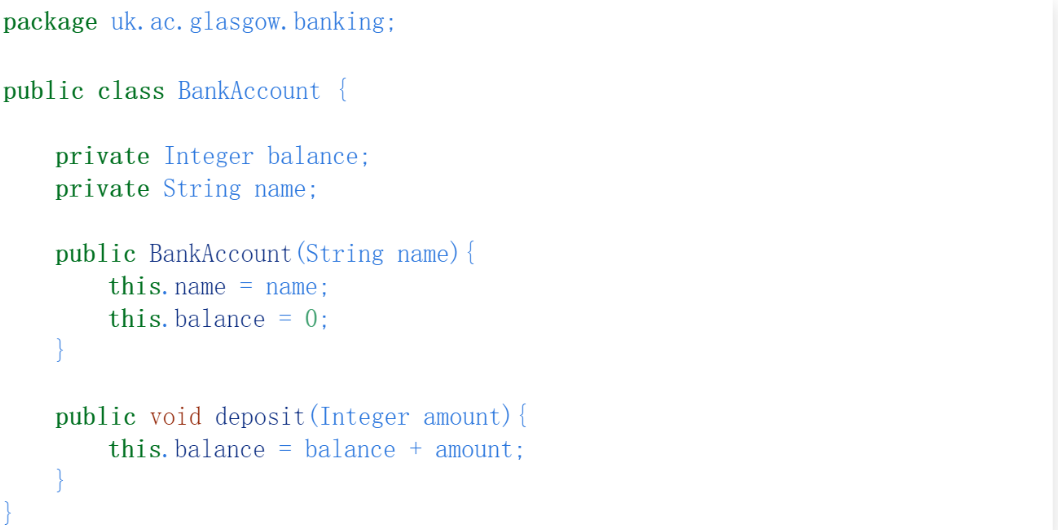 package uk.ac.glasgow.banking;
public class BankAccount {
private Integer balance;
private String name;
public BankAccount(String name){
this.name = name;
this.balance = 0;
}
public void deposit(Integer amount){
this.balance = balance + amount;
}
}